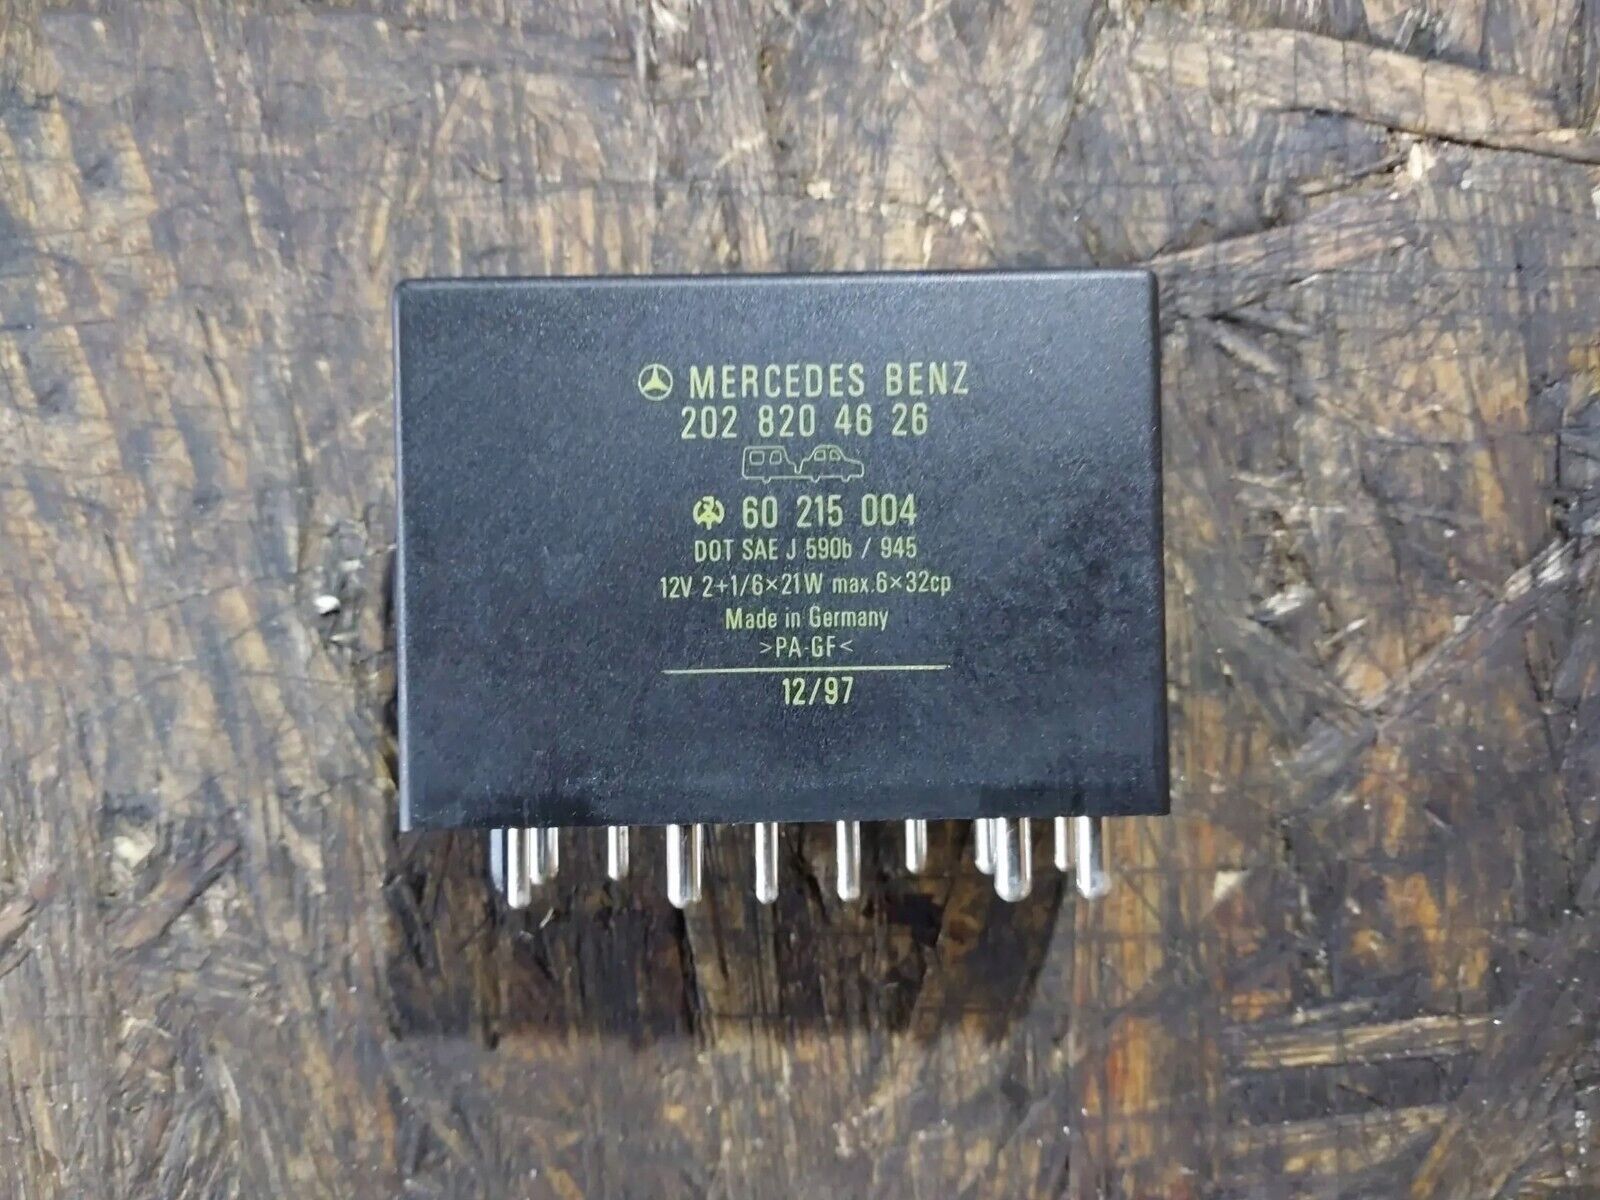 MERCEDES BENZ
202 820 46 26
60 215 004
DOT SAE J 590b / 945
12V 2+1/6×21W max.6×32cp
Made in Germany
>PA-GF<
12/97